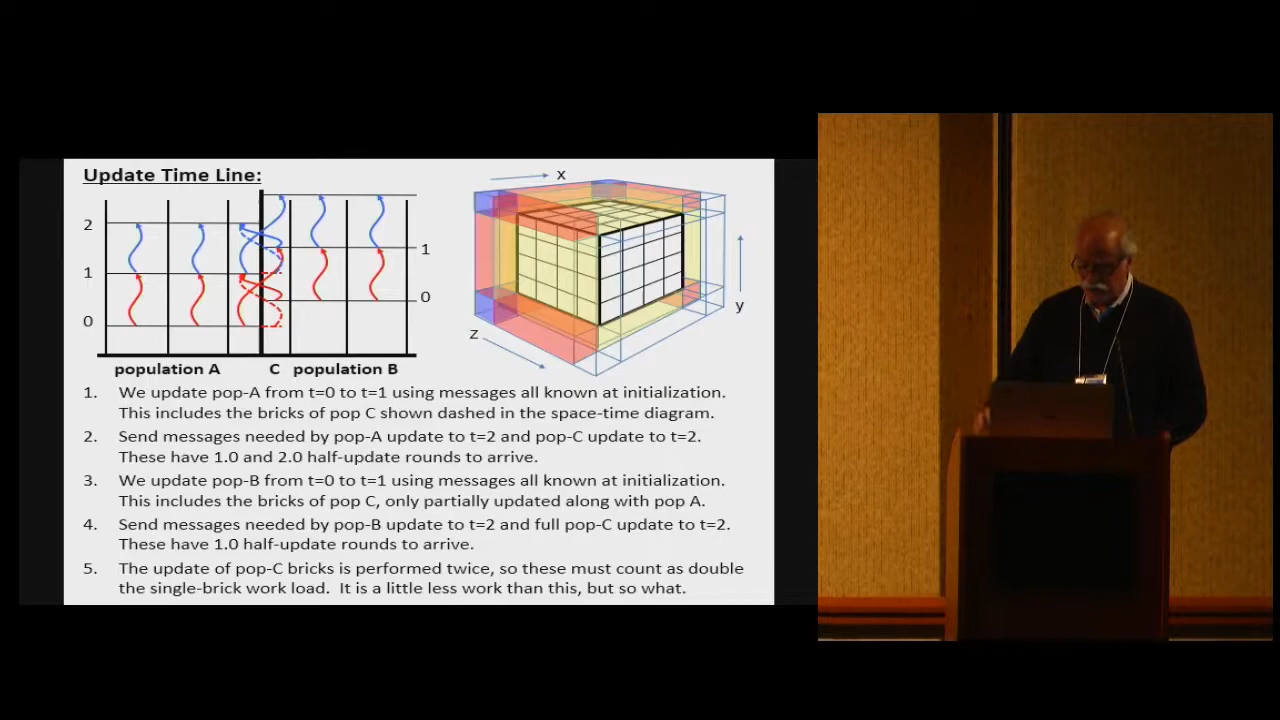 Update Time Line:
x
2
1
1
0
0
z
y
population A
C
population B
1. We update pop-A from t=0 to t=1 using messages all known at initialization.
This includes the bricks of pop C shown dashed in the space-time diagram.
2. Send messages needed by pop-A update to t=2 and pop-C update to t=2.
These have 1.0 and 2.0 half-update rounds to arrive.
3. We update pop-B from t=0 to t=1 using messages all known at initialization.
This includes the bricks of pop C, only partially updated along with pop A.
4. Send messages needed by pop-B update to t=2 and full pop-C update to t=2.
These have 1.0 half-update rounds to arrive.
5. The update of pop-C bricks is performed twice, so these must count as double
the single-brick work load. It is a little less work than this, but so what.